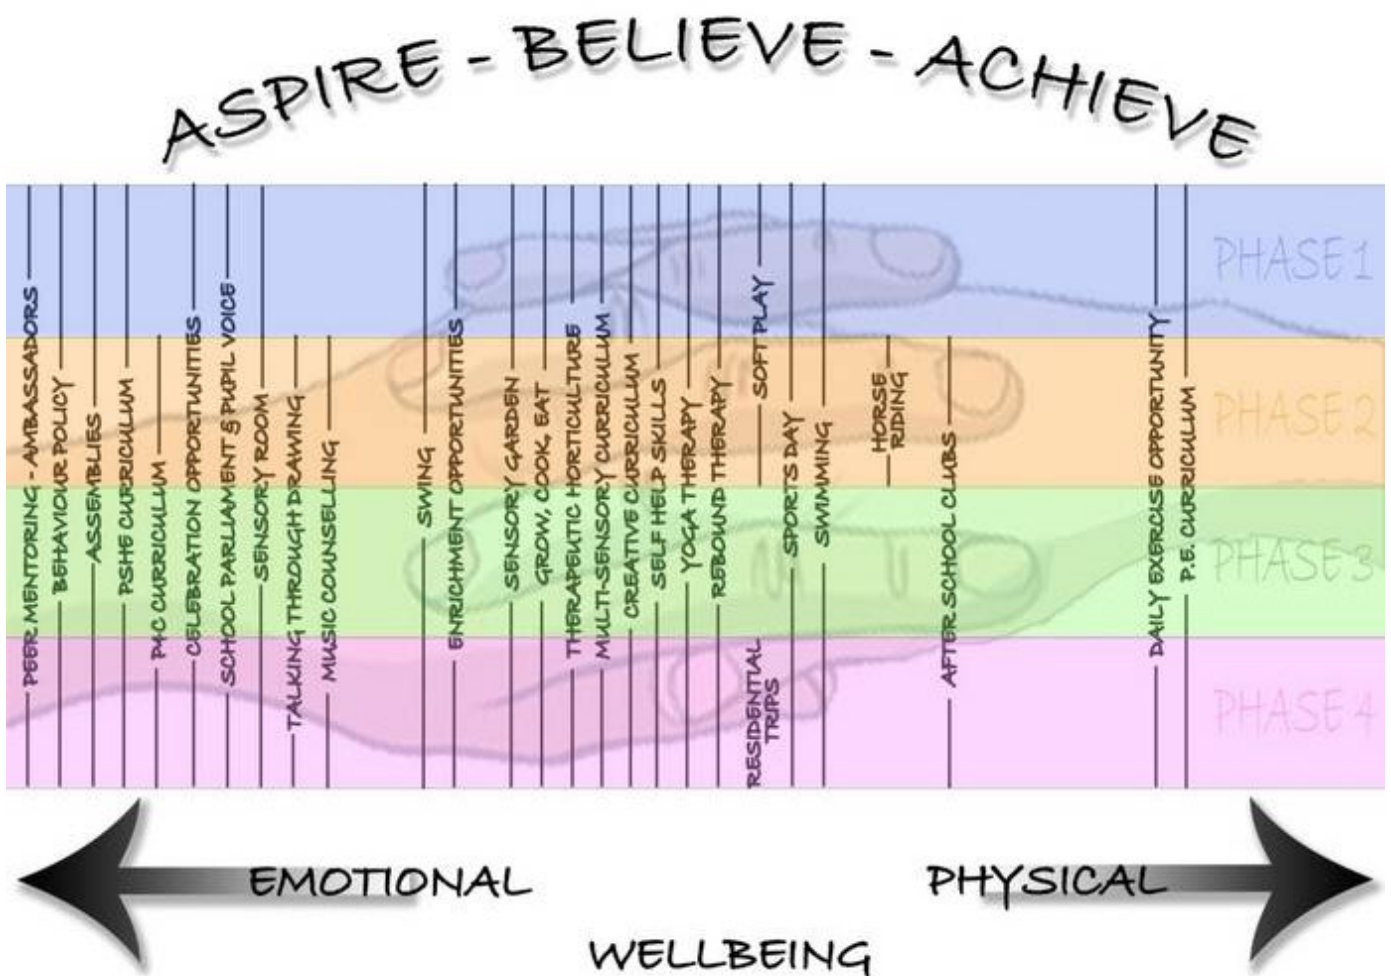 ASPIRE - BELIEVE - ACHIEVE
PHASE 1
PHASE 2
PHASE 3
PHASE 4
PEER MENTORING - AMBASSADORS
BEHAVIOUR POLICY
ASSEMBLIES
PSHE CURRICULUM
P4C CURRICULUM
CELEBRATION OPPORTUNITIES
SCHOOL PARLIAMENT & PUPIL VOICE
SENSORY ROOM
TALKING THROUGH DRAWING
MUSIC COUNSELLING
SWING
ENRICHMENT OPPORTUNITIES
SENSORY GARDEN
GROW, COOK, EAT
THERAPEUTIC HORTICULTURE
MULTI-SENSORY CURRICULUM
CREATIVE CURRICULUM
SELF HELP SKILLS
YOGA THERAPY
REBOUND THERAPY
SOFT PLAY
RESIDENTIAL
TRIPS
SPORTS DAY
SWIMMING
HORSE
RIDING
AFTER SCHOOL CLUBS
DAILY EXERCISE OPPORTUNITY
P.E. CURRICULUM
EMOTIONAL
PHYSICAL
WELLBEING